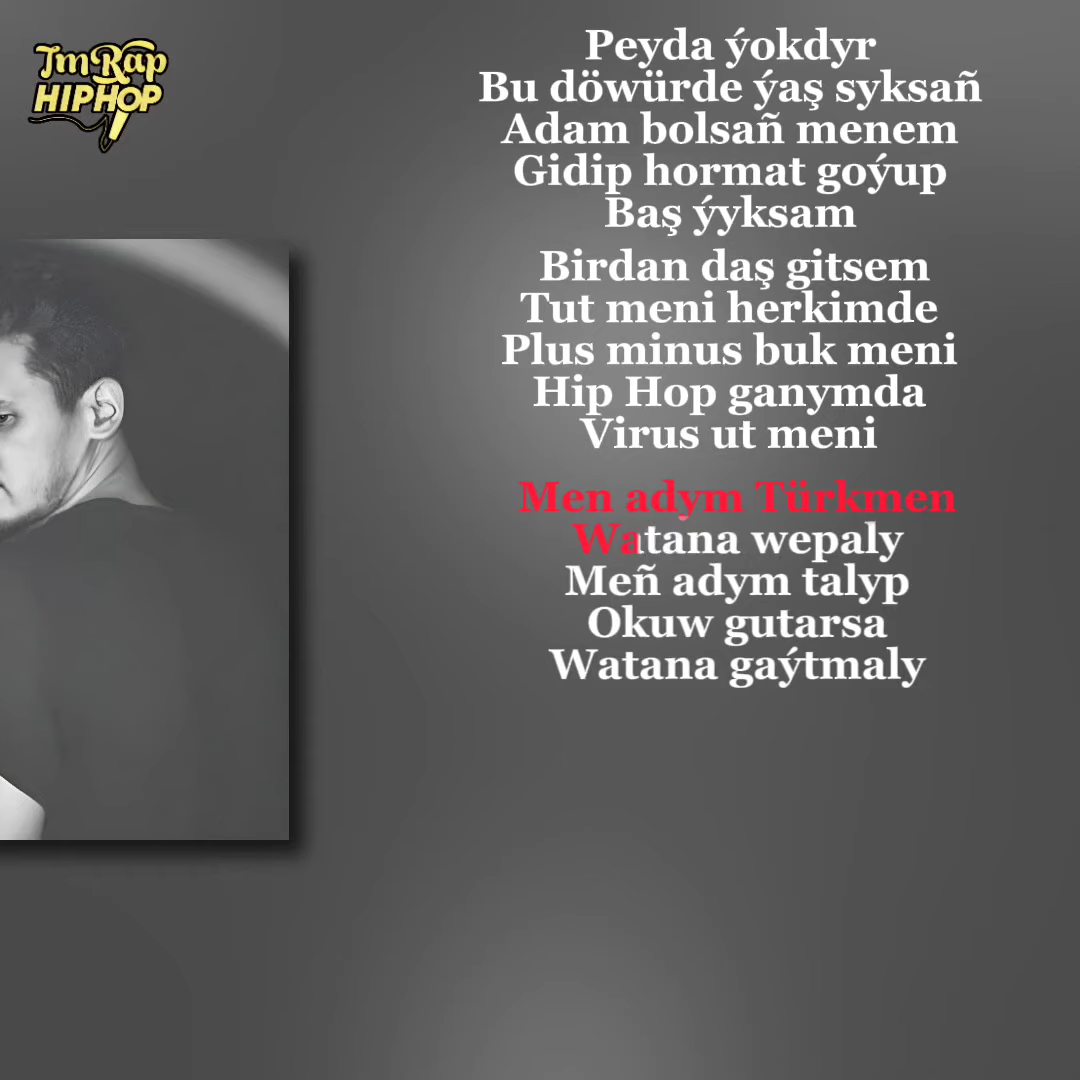 TmRap
HIPHOP
Peyda ýokdyr
Bu döwürde ýaş syksañ
Adam bolsañ menem
Gidip hormat goýup
Baş ýyksam
Birdan daş gitsem
Tut meni herkimde
Plus minus buk meni
Hip Hop ganymda
Virus ut meni
Men adym Türkmen
Watana wepaly
Meñ adym talyp
Okuw gutarsa
Watana gaýtmaly